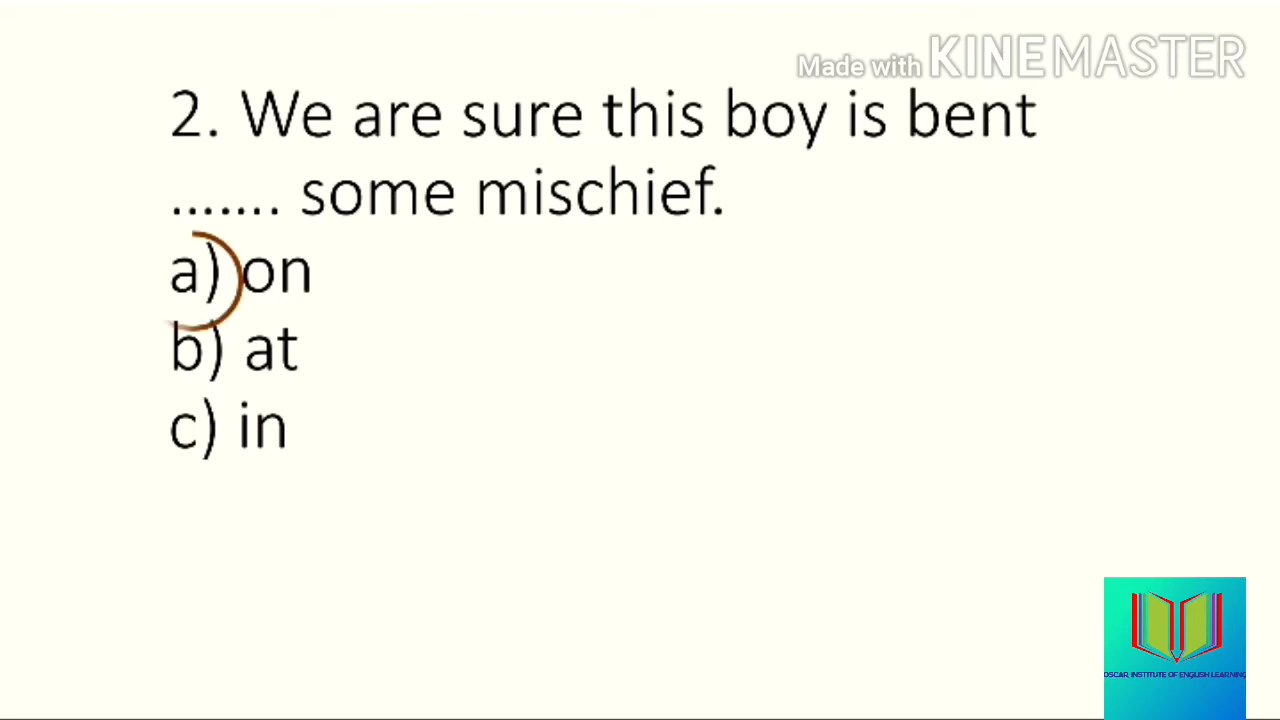 Made with KINEMASTER
2. We are sure this boy is bent
....... some mischief.
a) on
b) at
c) in
OSCAR INSTITUTE OF ENGLISH LEARNING